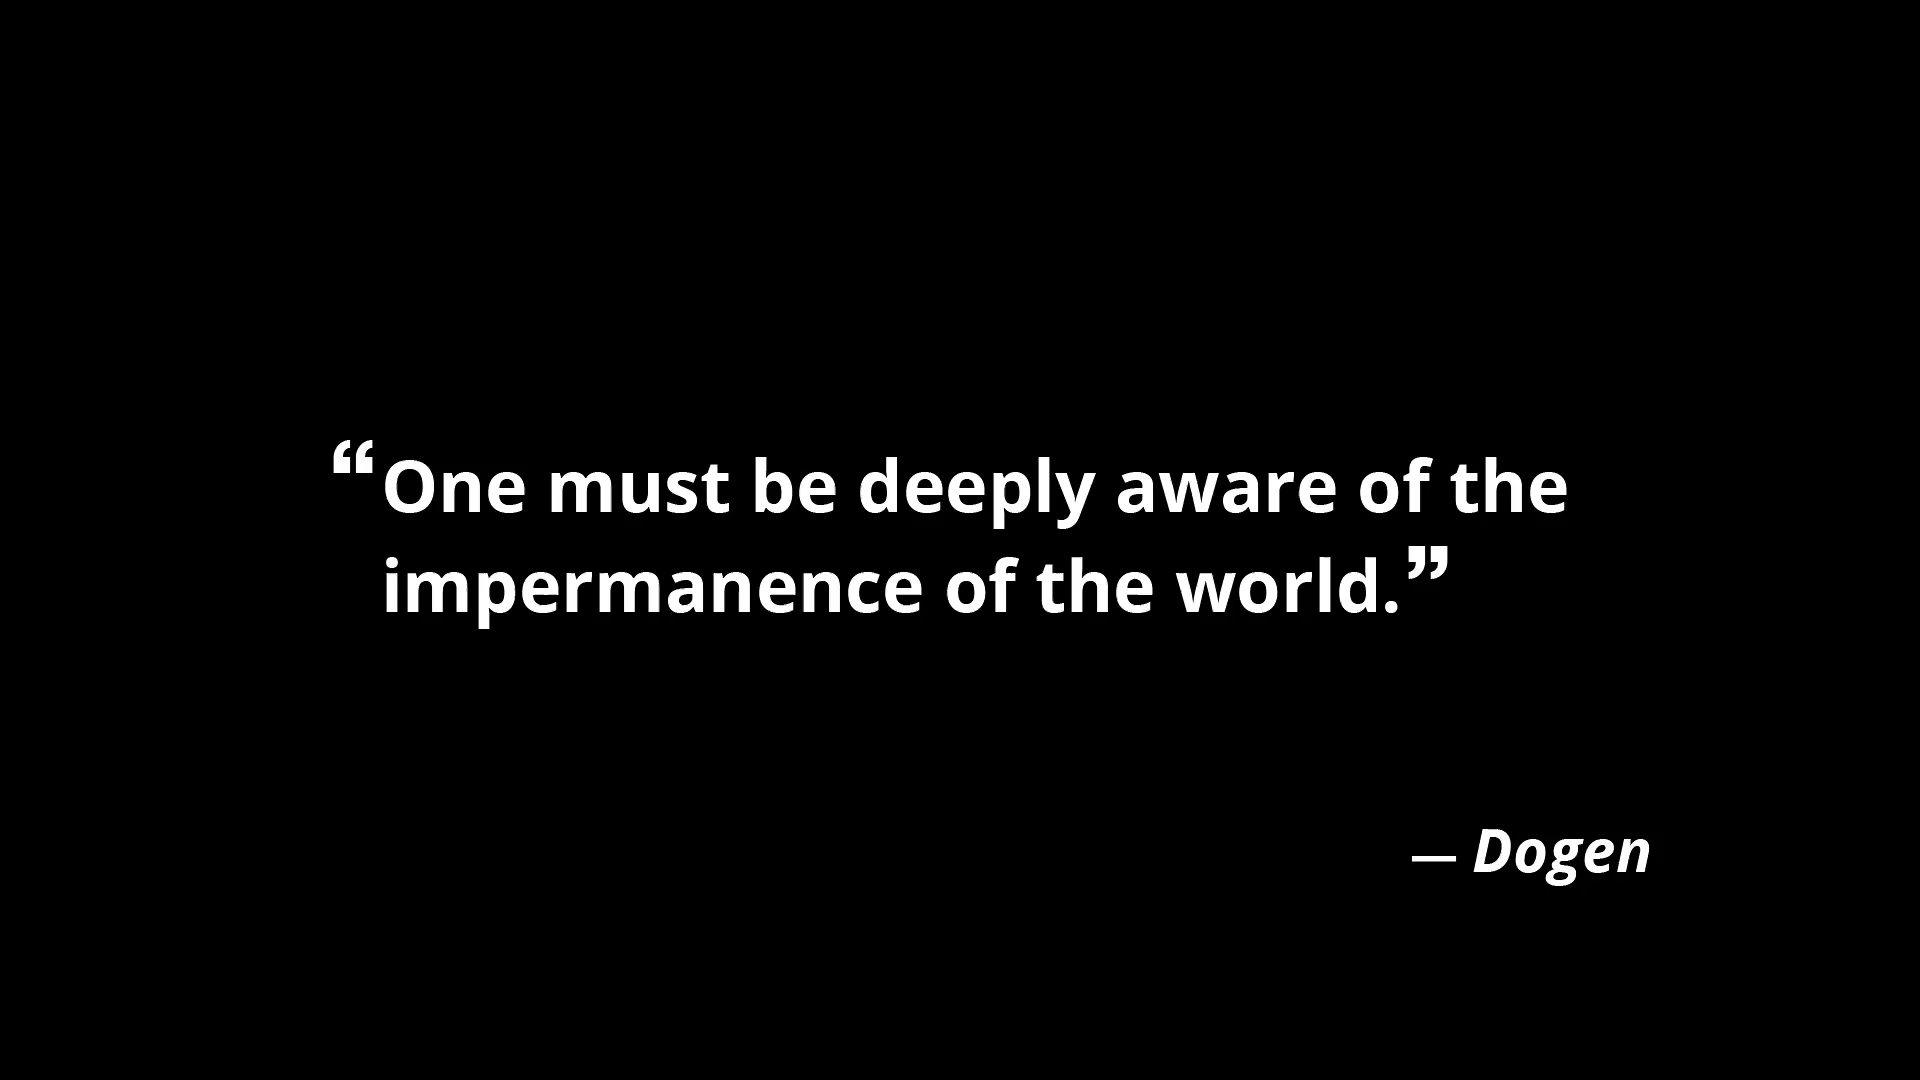 “One must be deeply aware of the
impermanence of the world.”
— Dogen